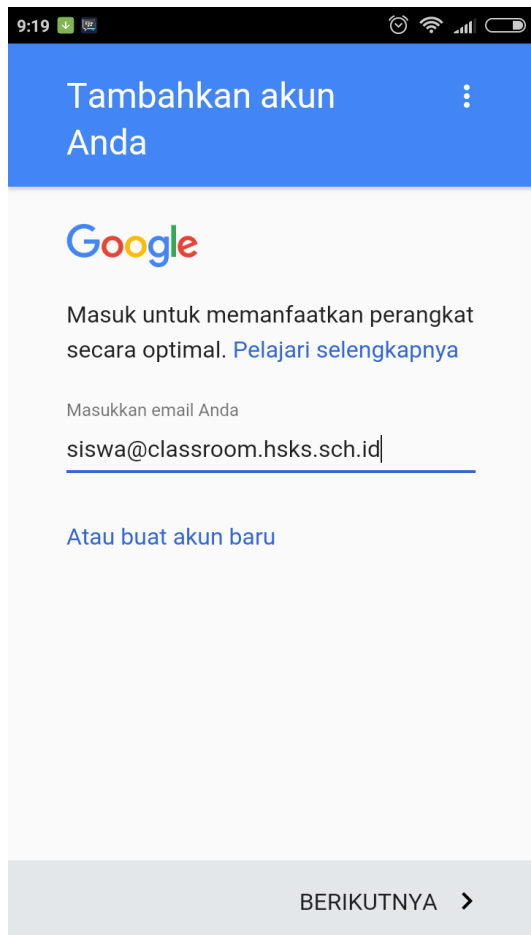 9:19
Tambahkan akun
Anda
Google
Masuk untuk memanfaatkan perangkat
secara optimal. Pelajari selengkapnya
Masukkan email Anda
siswa@classroom.hsks.sch.id
Atau buat akun baru
BERIKUTNYA